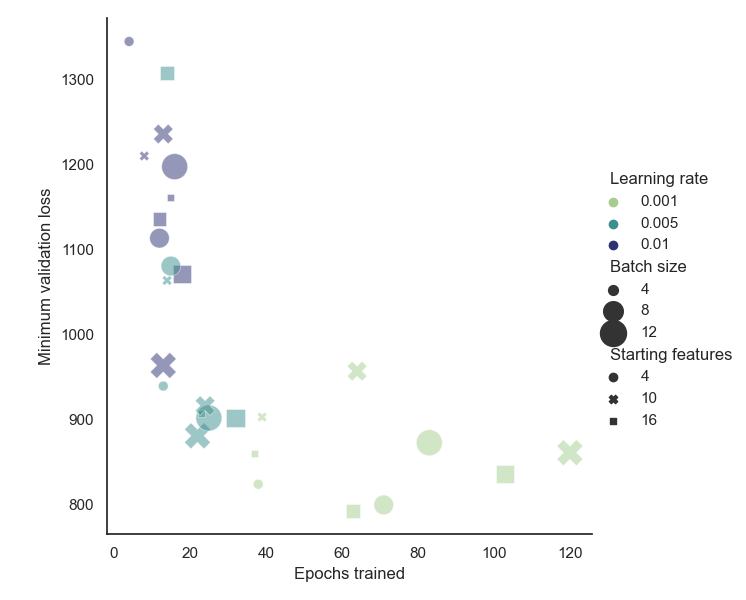 1300
1200
1100
1000
900
800
Minimum validation loss
0 20 40 60 80 100 120
Epochs trained
Learning rate
0.001
0.005
0.01
Batch size
4
8
12
Starting features
4
10
16